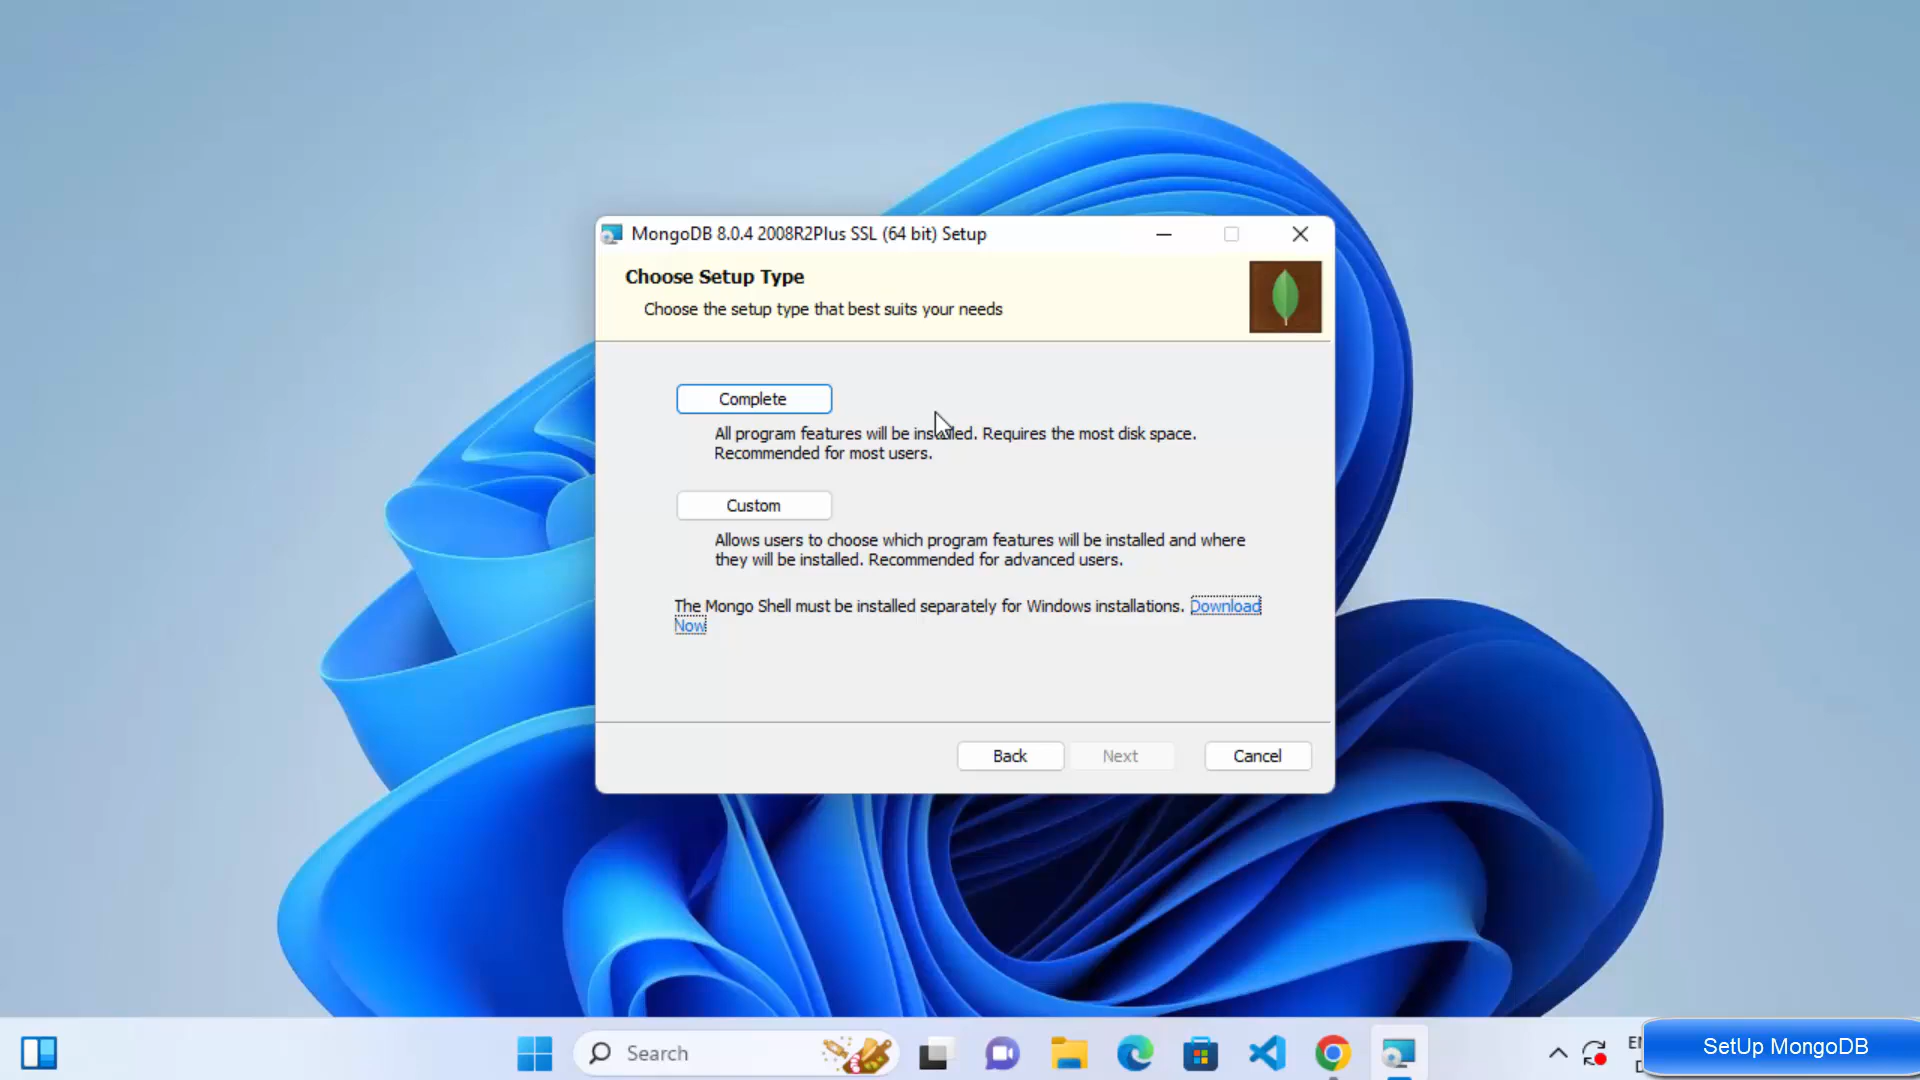 MongoDB 8.0.4 2008R2Plus SSL (64 bit) Setup
Choose Setup Type
Choose the setup type that best suits your needs
Complete
All program features will be installed. Requires the most disk space.
Recommended for most users.
Custom
Allows users to choose which program features will be installed and where
they will be installed. Recommended for advanced users.
The Mongo Shell must be installed separately for Windows installations. Download
Now
Back
Next
Cancel
Search
SetUp MongoDB